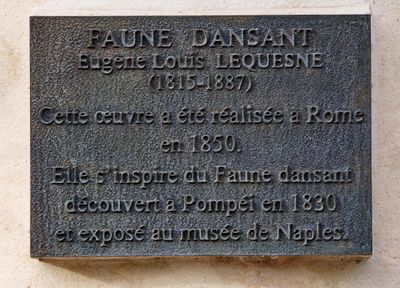 FAUNE DANSANT
Eugene Louis LEQUESNE
(1815-1887)
Cette œuvre a été réalisée a Rome
en 1850.
Elle s'inspire du Faune dansant
découvert à Pompéi en 1830
et exposé au musée de Naples.